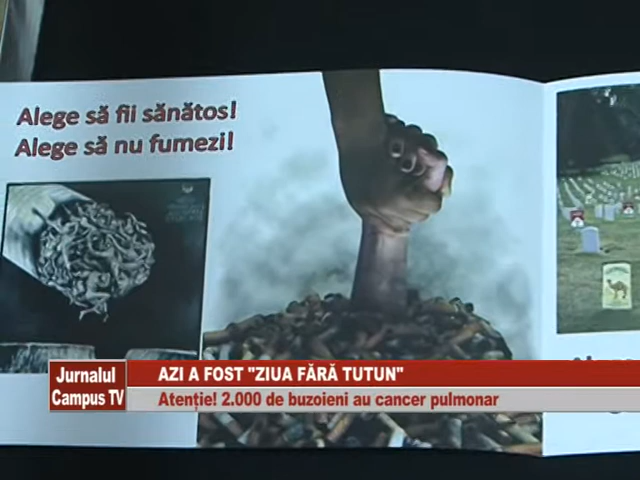 Alege să fii sănătos!
Alege să nu fumezi!
Jurnalul
Campus TV
AZI A FOST "ZIUA FĂRĂ TUTUN"
Atenţie! 2.000 de buzoieni au cancer pulmonar